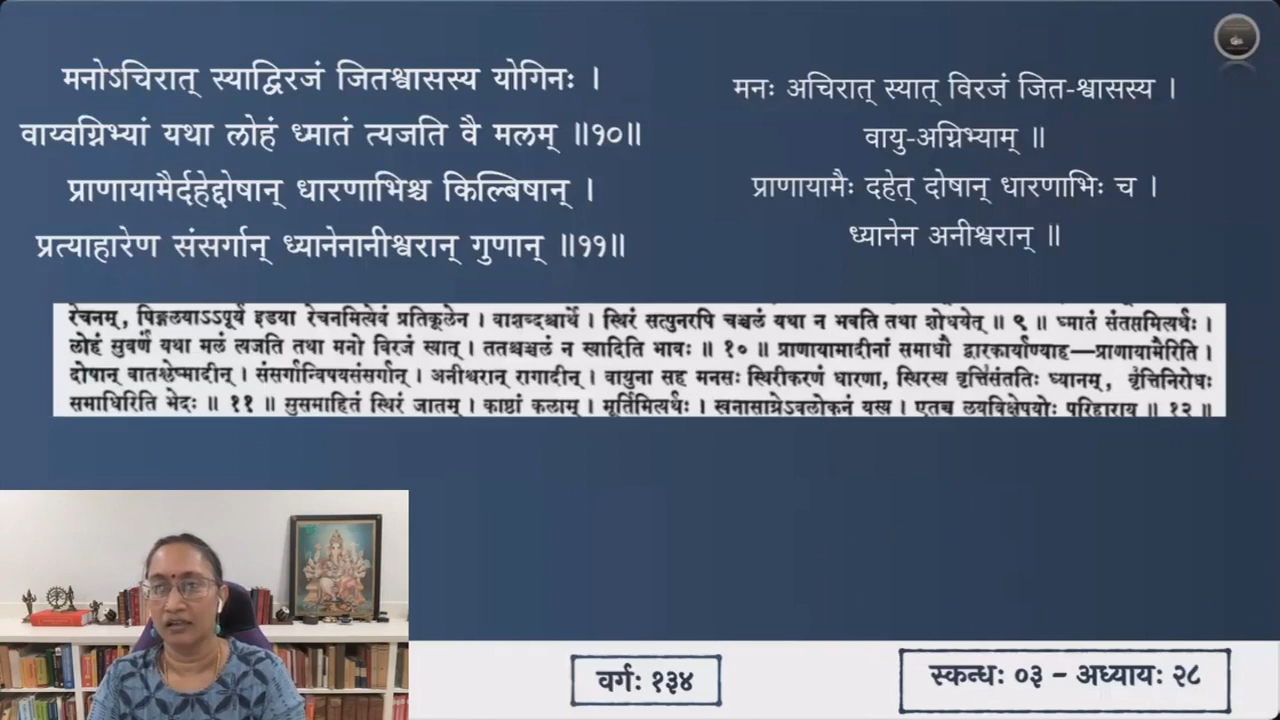 मनोऽचिरात् स्याद्विरजं जितश्वासस्य योगिनः ।
वाय्वग्निभ्यां यथा लोहं ध्मातं त्यजति वै मलम् ॥१०॥
प्राणायामैर्दहेद्दोषान् धारणाभिश्च किल्बिषान् ।
प्रत्याहारेण संसर्गान् ध्यानेनानीश्वरान् गुणान् ॥११॥
मनः अचिरात् स्यात् विरजं जित-श्वासस्य ।
वायु-अग्निभ्याम् ॥
प्राणायामैः दहेत् दोषान् धारणाभिः च ।
ध्यानेन अनीश्वरान् ॥
रेचनम्, पिङ्गलयाऽऽपूर्य इडया रेचनमित्येवं प्रतिकूलेन । वाशब्दश्चार्थे । स्थिरं सत्पुनरपि चञ्चलं यथा न भवति तथा शोधयेत् ॥ ९ ॥ ध्मातं संतप्तमित्यर्थः ।
लोहं सुवर्णं यथा मलं त्यजति तथा मनो विरजं स्यात् । ततश्चञ्चलं न स्यादिति भावः ॥ १० ॥ प्राणायामादीनां समाधौ द्वारकार्याण्याह—प्राणायामैरिति ।
दोषान् वातश्लेष्मादीन् । संसर्गान्विषयसंसर्गान् । अनीश्वरान् रागादीन् । वायुना सह मनसः स्थिरीकरणं धारणा, स्थिरस्य वृत्तिसंततिः ध्यानम्, वृत्तिनिरोधः
समाधिरिति भेदः ॥ ११ ॥ सुसमाहितं स्थिरं जातम् । काष्ठां कलाम् । मूर्तिमित्यर्थः । स्वनासाग्रेऽवलोकनं यस्य । एतच्च लयविक्षेपयोः परिहाराय ॥ १२ ॥
वर्गः १३४
स्कन्धः ०३ - अध्यायः २८